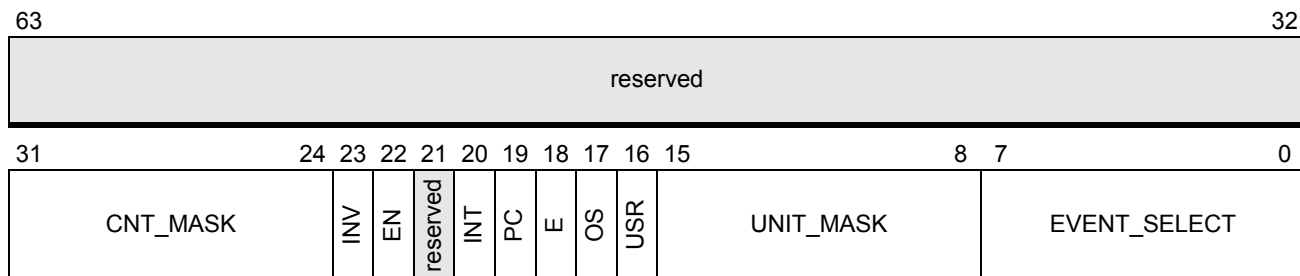 63 32
reserved
31 24 23 22 21 20 19 18 17 16 15 8 7 0
CNT_MASK INV EN reserved INT PC E OS USR UNIT_MASK EVENT_SELECT